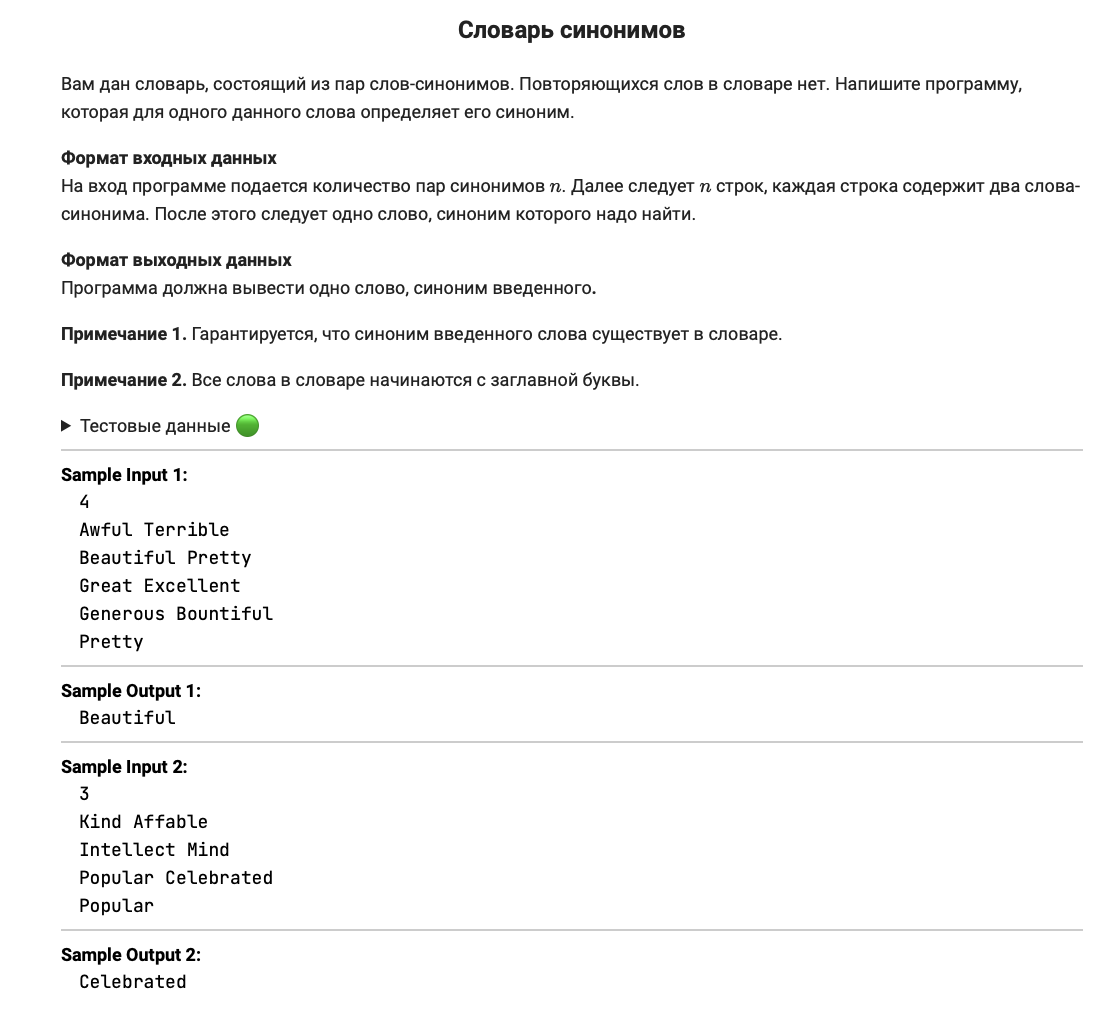 Словарь синонимов
Вам дан словарь, состоящий из пар слов-синонимов. Повторяющихся слов в словаре нет. Напишите программу,
которая для одного данного слова определяет его синоним.
Формат входных данных
На вход программе подается количество пар синонимов n. Далее следует n строк, каждая строка содержит два слова-
синонима. После этого следует одно слово, синоним которого надо найти.
Формат выходных данных
Программа должна вывести одно слово, синоним введенного.
Примечание 1. Гарантируется, что синоним введенного слова существует в словаре.
Примечание 2. Все слова в словаре начинаются с заглавной буквы.
Тестовые данные
Sample Input 1:
4
Awful Terrible
Beautiful Pretty
Great Excellent
Generous Bountiful
Pretty
Sample Output 1:
Beautiful
Sample Input 2:
3
Kind Affable
Intellect Mind
Popular Celebrated
Popular
Sample Output 2:
Celebrated